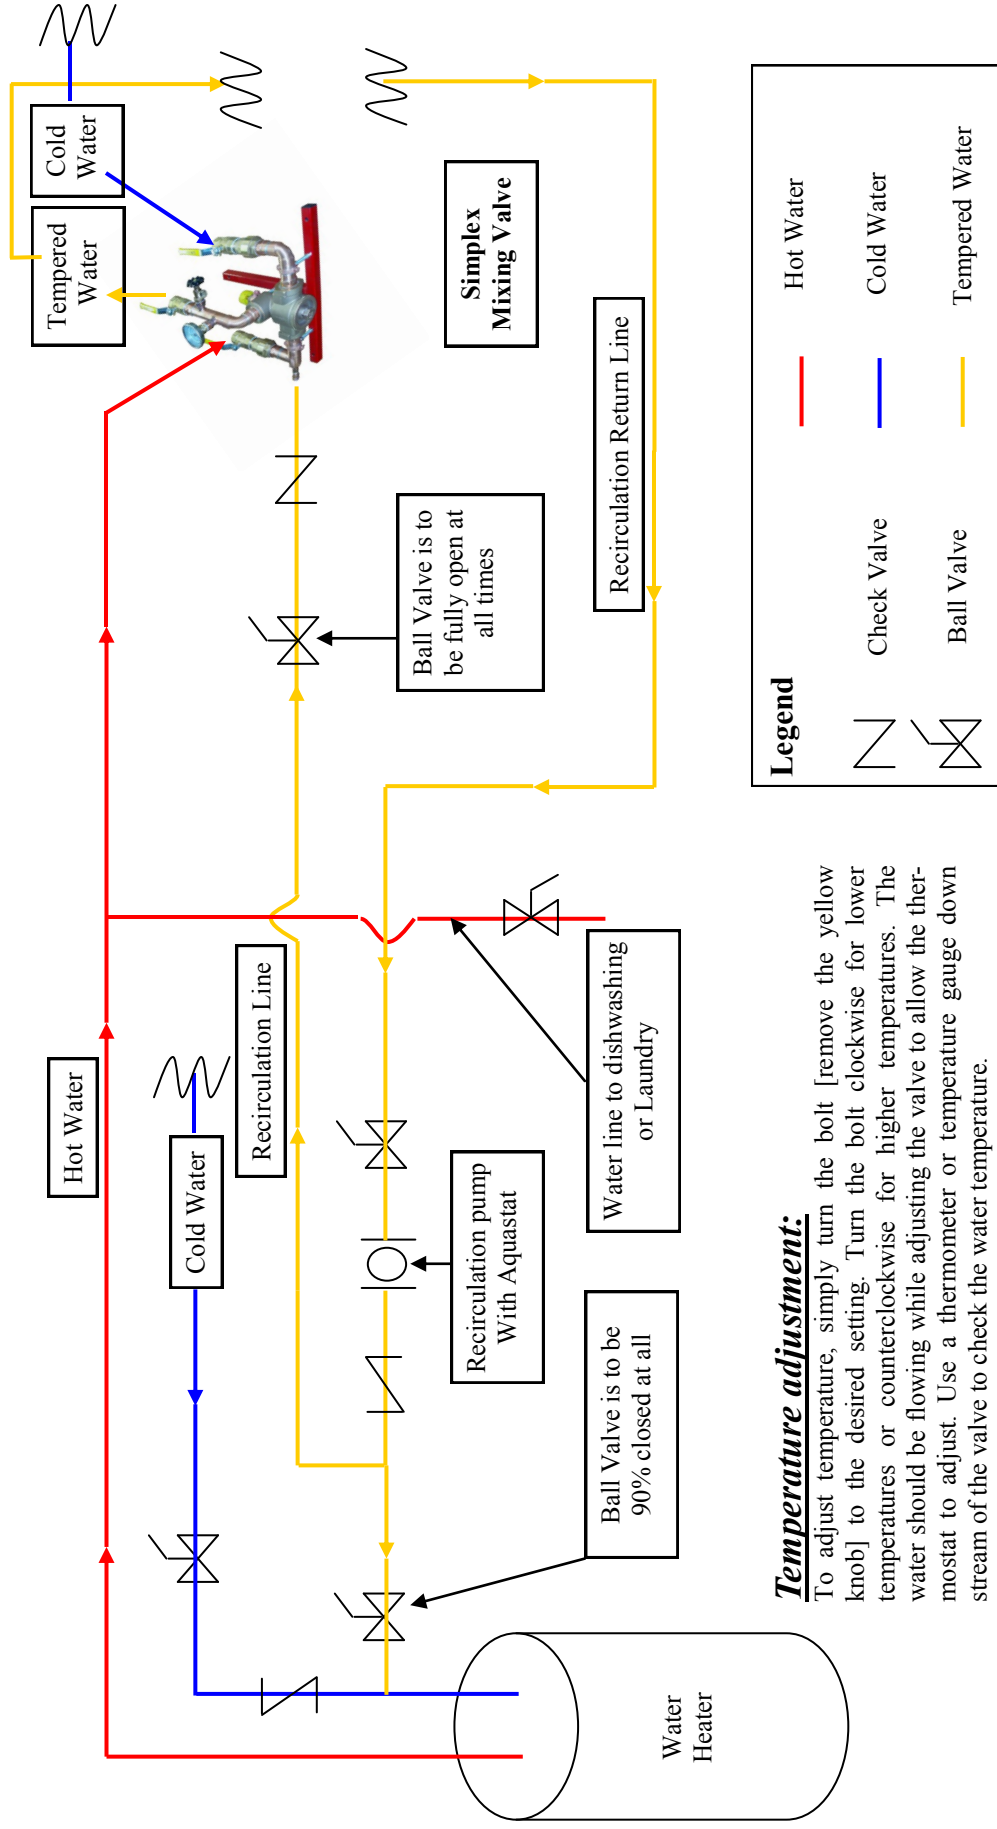 Hot Water
Cold
Water
Tempered
Water
Cold Water
Recirculation Line
Simplex
Mixing Valve
Ball Valve is to
be fully open at
all times
Recirculation Return Line
Recirculation pump
With Aquastat
Water line to dishwashing
or Laundry
Ball Valve is to be
90% closed at all
Water
Heater
Temperature adjustment:
To adjust temperature, simply turn the bolt [remove the yellow
knob] to the desired setting. Turn the bolt clockwise for lower
temperatures or counterclockwise for higher temperatures. The
water should be flowing while adjusting the valve to allow the ther-
mostat to adjust. Use a thermometer or temperature gauge down
stream of the valve to check the water temperature.
Legend
Check Valve
Hot Water
Cold Water
Ball Valve
Tempered Water